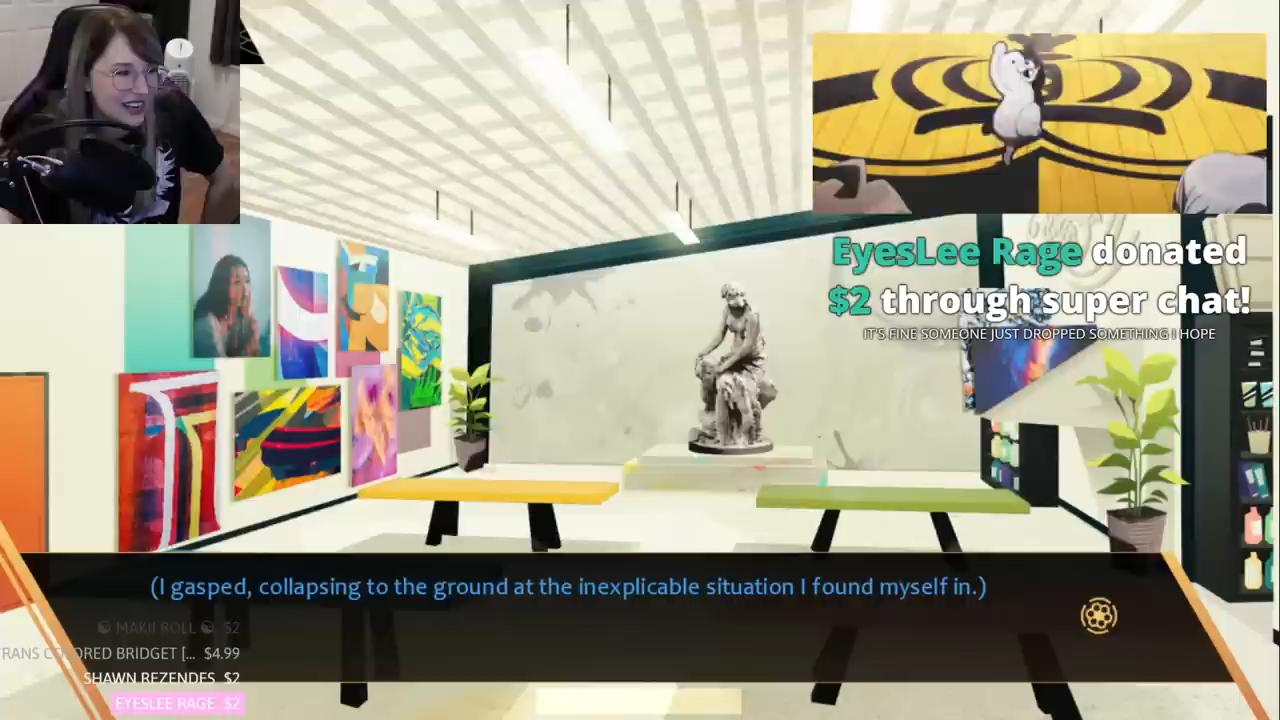 EyesLee Rage donated
$2 through super chat!
IT'S FINE SOMEONE JUST DROPPED SOMETHING I HOPE
(I gasped, collapsing to the ground at the inexplicable situation I found myself in.)
MAKII ROLL $2
RANS COLORED BRIDGET [... $4.99
SHAWN REZENDES $2
EYESLEE RAGE $2